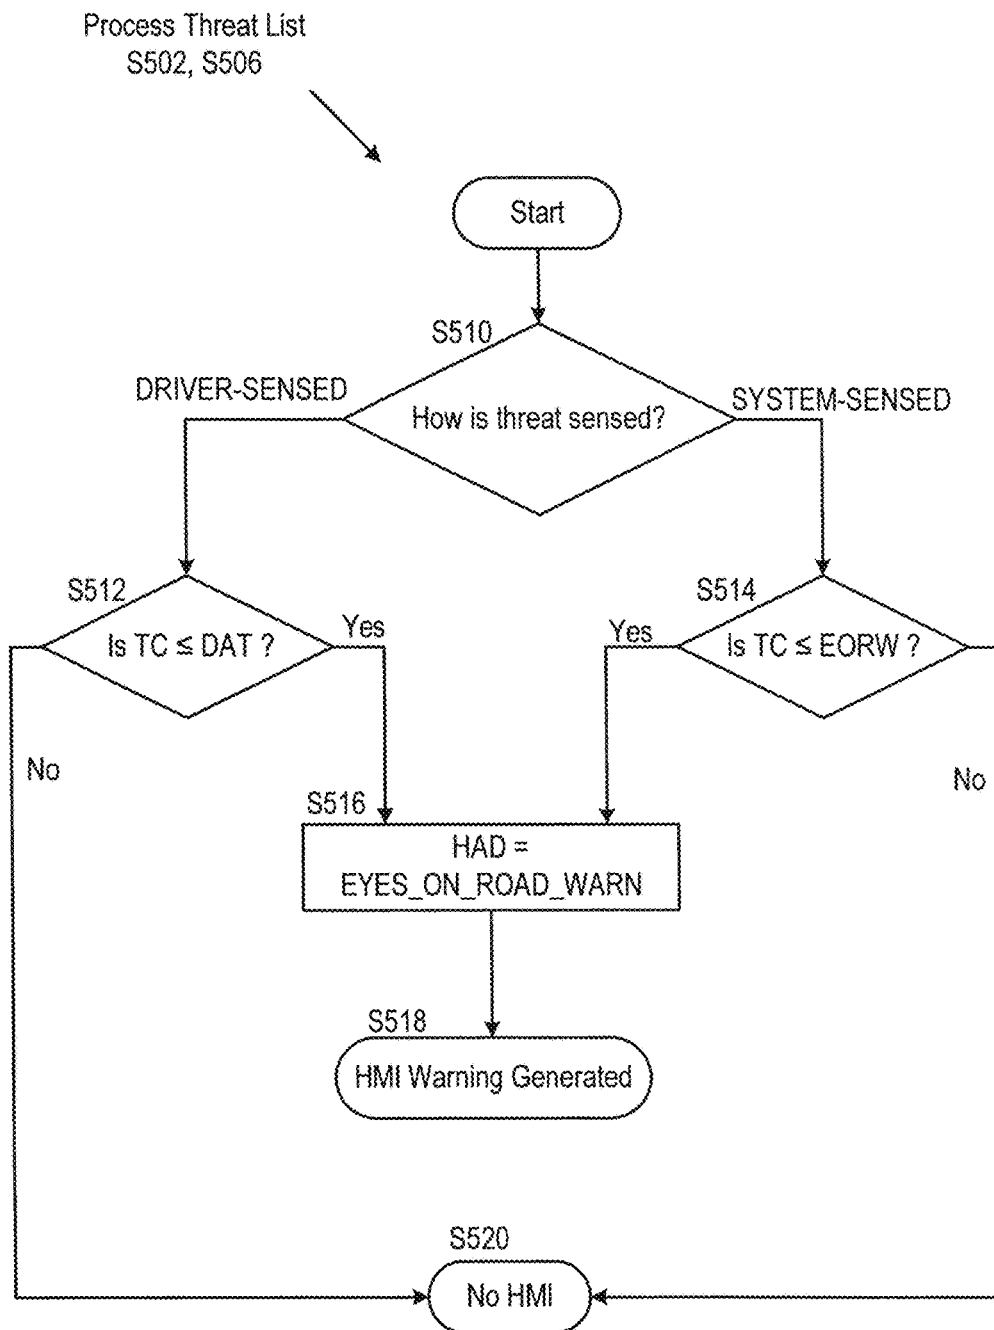 Process Threat List
S502, S506
Start
S510
DRIVER-SENSED
How is threat sensed?
SYSTEM-SENSED
S512
Is TC ≤ DAT ?
Yes
No
S514
Is TC ≤ EORW ?
Yes
No
S516
HAD =
EYES_ON_ROAD_WARN
S518
HMI Warning Generated
S520
No HMI